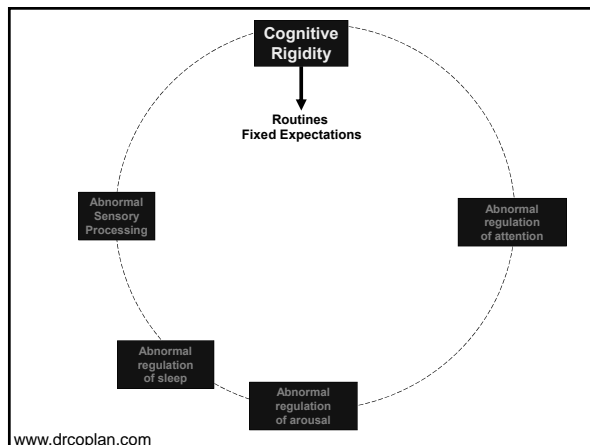 Cognitive
Rigidity
Routines
Fixed Expectations
Abnormal
Sensory
Processing
Abnormal
regulation
of attention
Abnormal
regulation
of sleep
Abnormal
regulation
of arousal
www.drcoplan.com